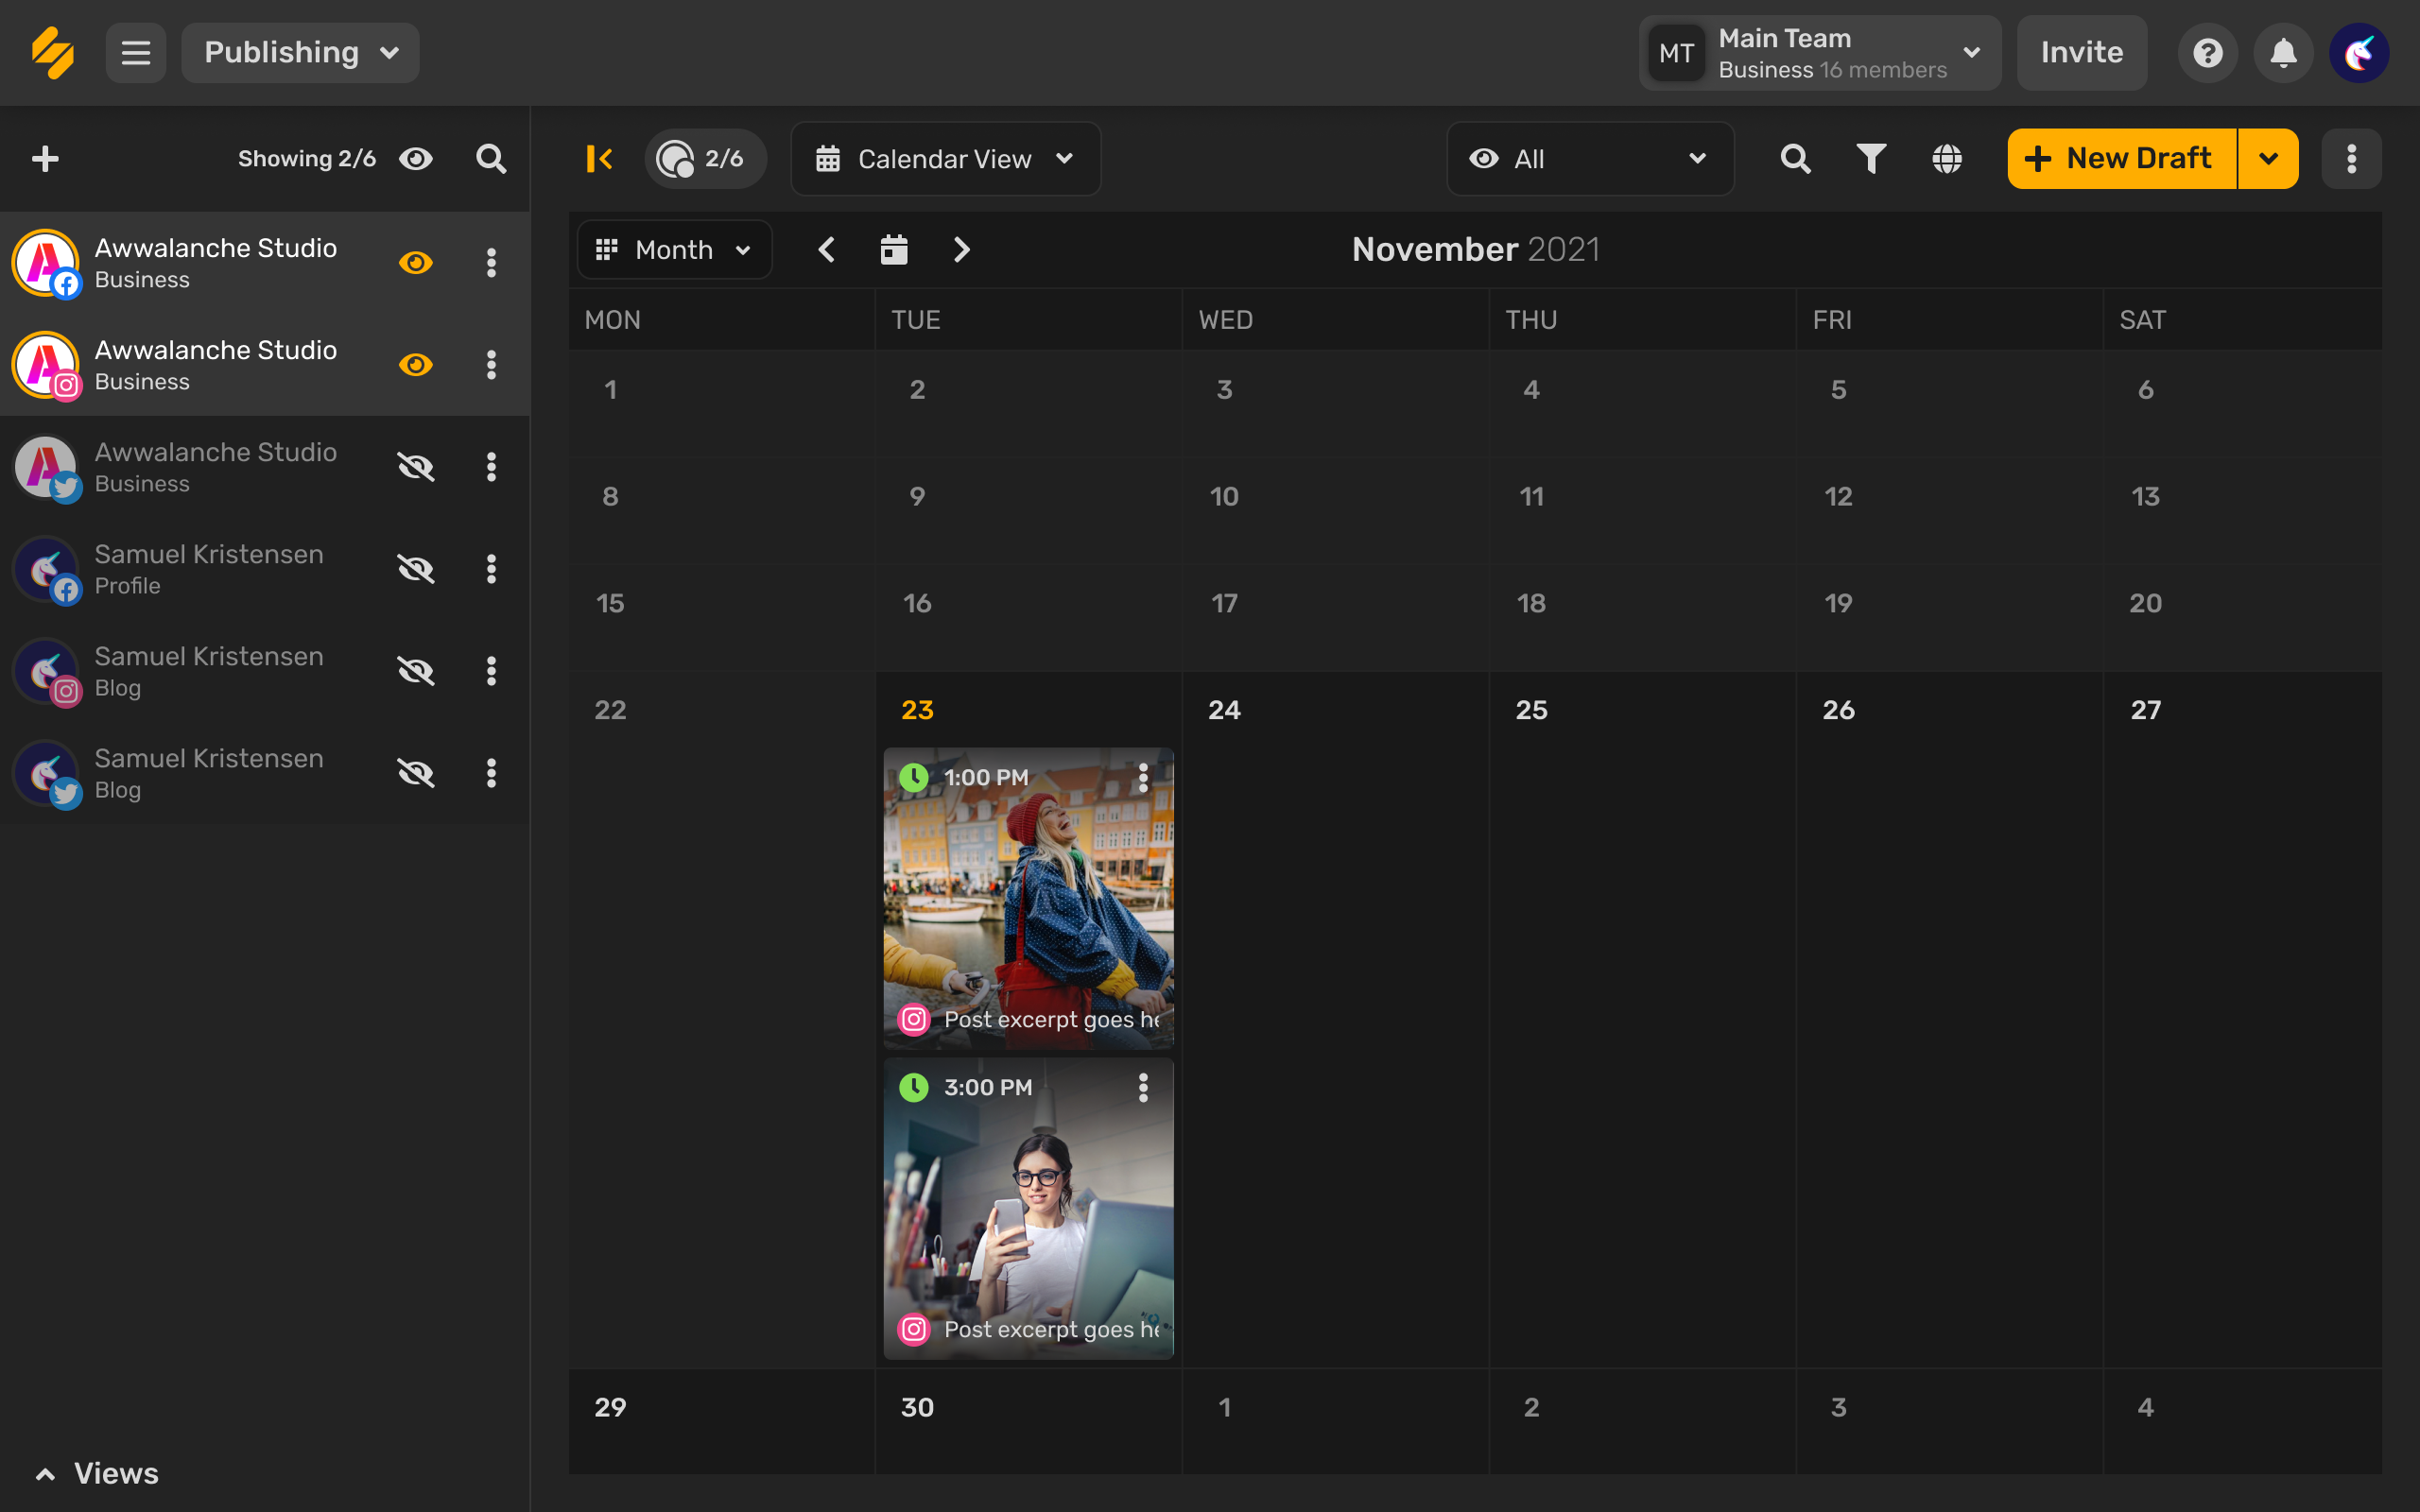 Publishing
MT
Main Team
Business 16 members
Invite
Showing 2/6
2/6
Calendar View
All
New Draft
Awwalanche Studio
Business
Awwalanche Studio
Business
Awwalanche Studio
Business
Samuel Kristensen
Profile
Samuel Kristensen
Blog
Samuel Kristensen
Blog
Views
Month
November 2021
MON TUE WED THU FRI SAT
1 2 3 4 5 6
8 9 10 11 12 13
15 16 17 18 19 20
22 23 24 25 26 27
1:00 PM
Post excerpt goes he
3:00 PM
Post excerpt goes he
29 30 1 2 3 4